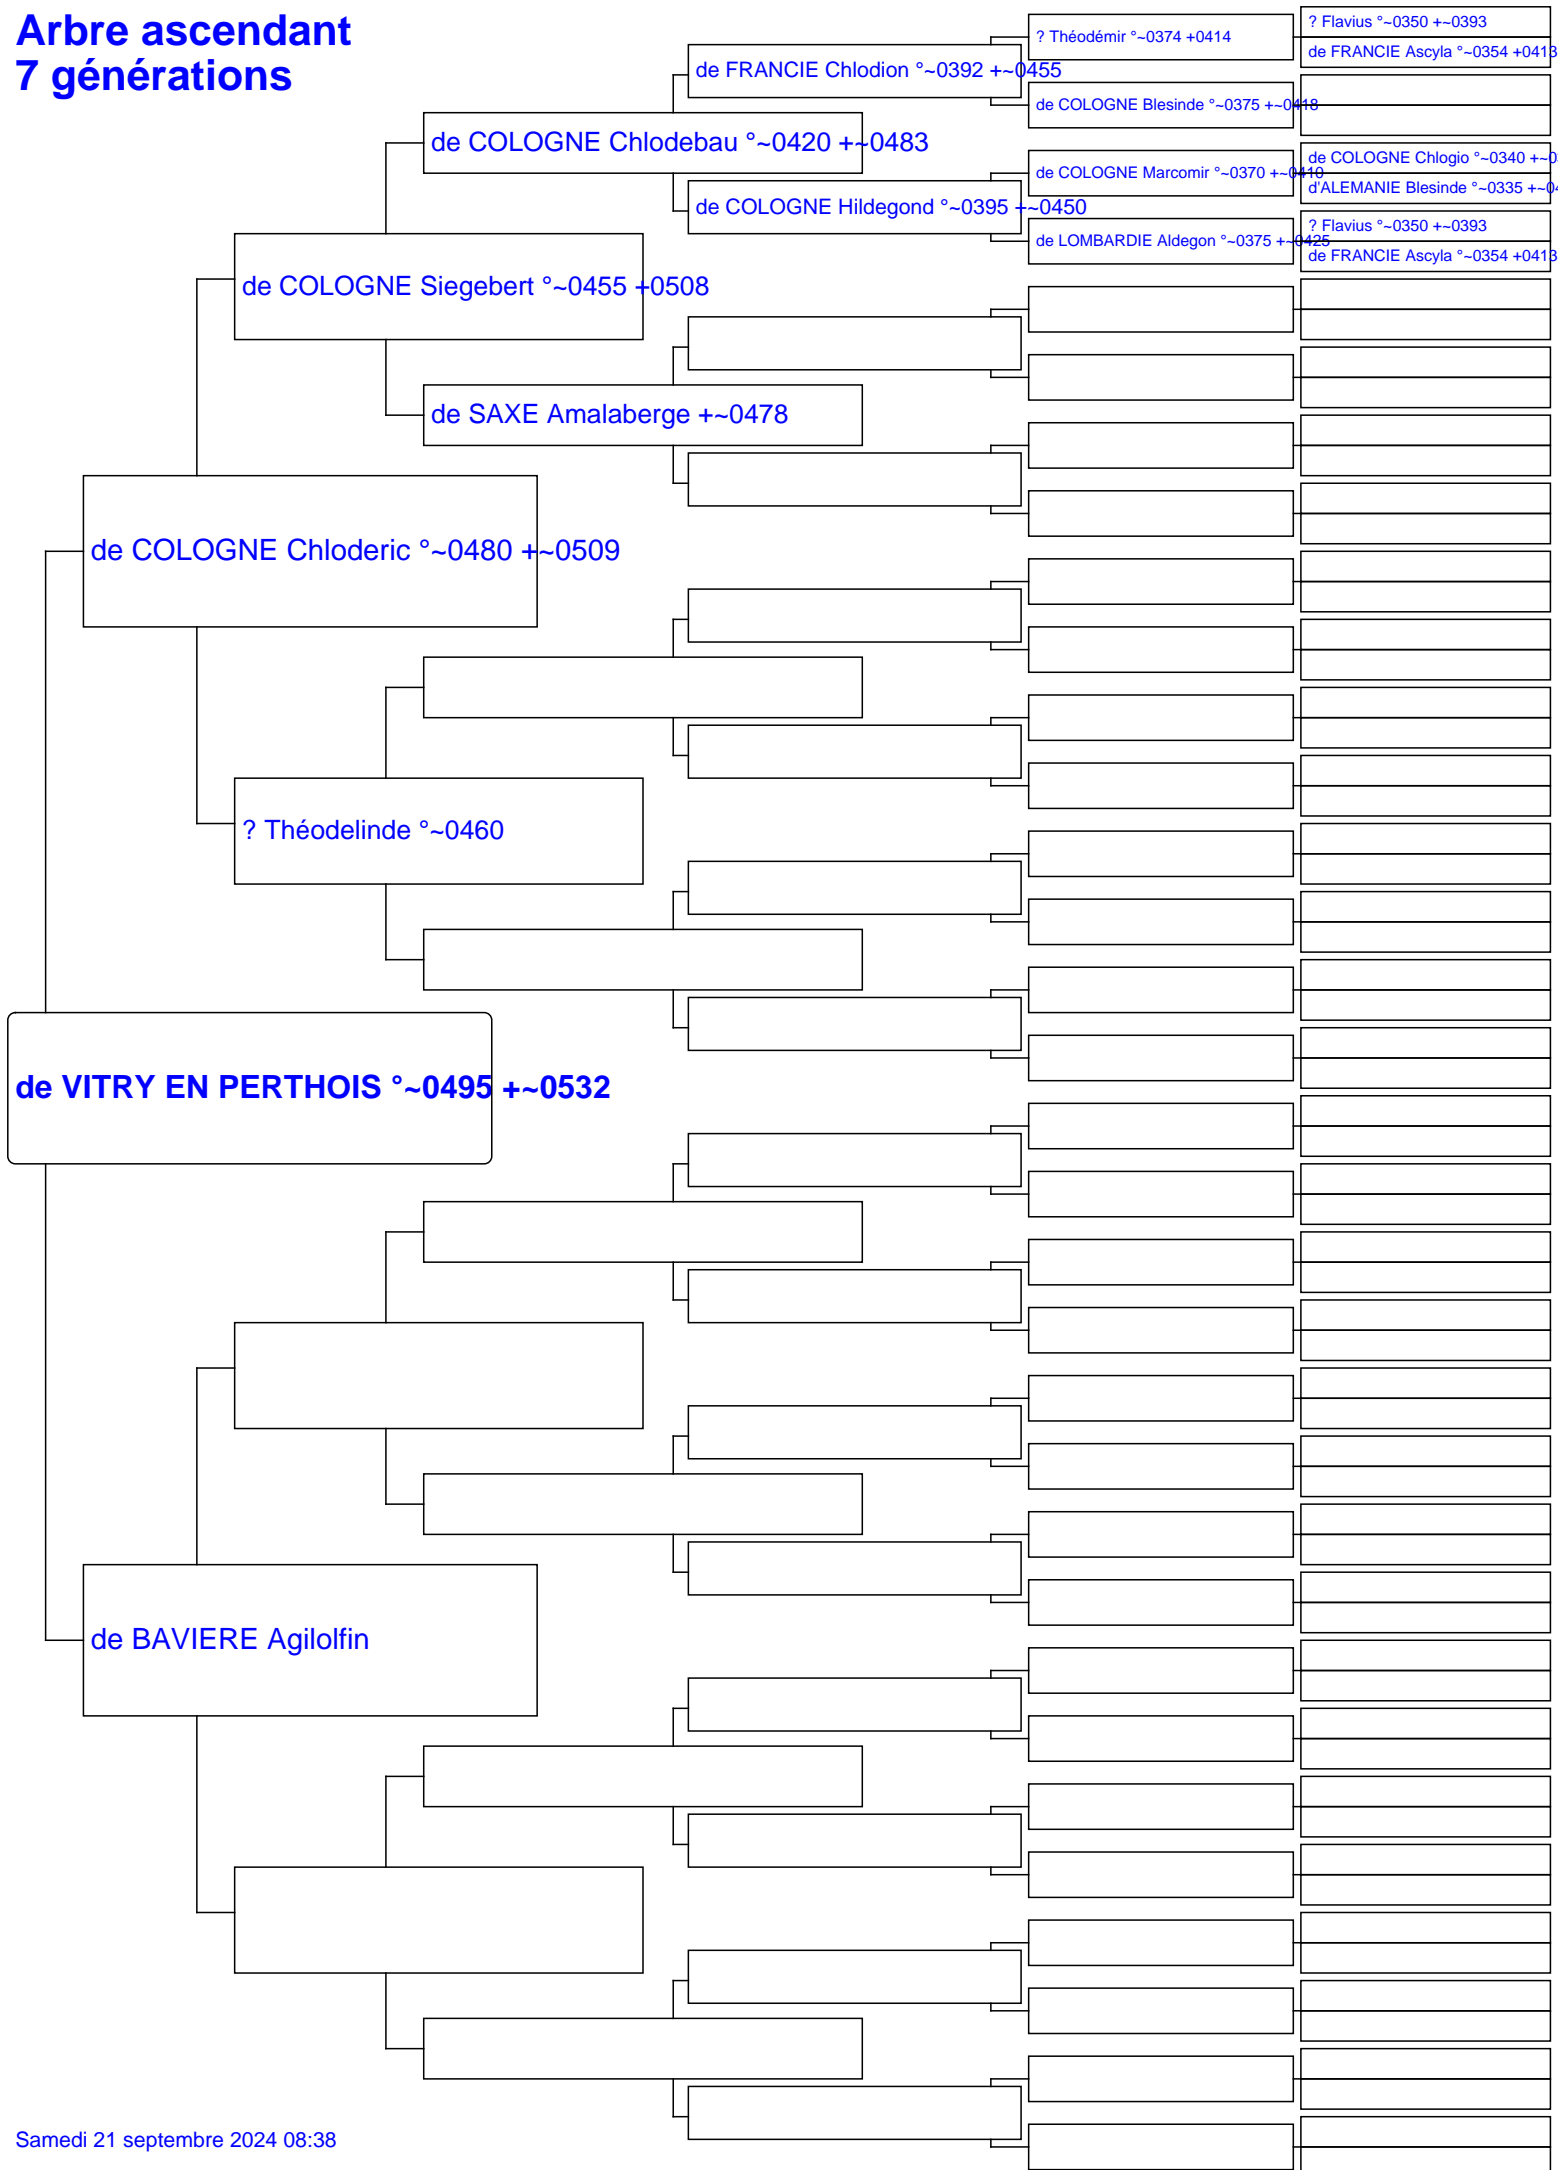 Arbre ascendant
7 générations
? Flavius °~0350 +~0393
? Théodémir °~0374 +0414
de FRANCIE Ascyla °~0354 +0413
de FRANCIE Chlodion °~0392 +~0455
de COLOGNE Blesinde °~0375 +~0418
de COLOGNE Chlodebau °~0420 +~0483
de COLOGNE Chlogio °~0340 +~0
de COLOGNE Marcomir °~0370 +~0410
d'ALEMANIE Blesinde °~0335 +~04
de COLOGNE Hildegond °~0395 +~0450
? Flavius °~0350 +~0393
de LOMBARDIE Aldegon °~0375 +~0425
de FRANCIE Ascyla °~0354 +0413
de COLOGNE Siegebert °~0455 +0508
de SAXE Amalaberge +~0478
de COLOGNE Chloderic °~0480 +~0509
? Théodelinde °~0460
de VITRY EN PERTHOIS °~0495 +~0532
de BAVIERE Agilolfin
Samedi 21 septembre 2024 08:38